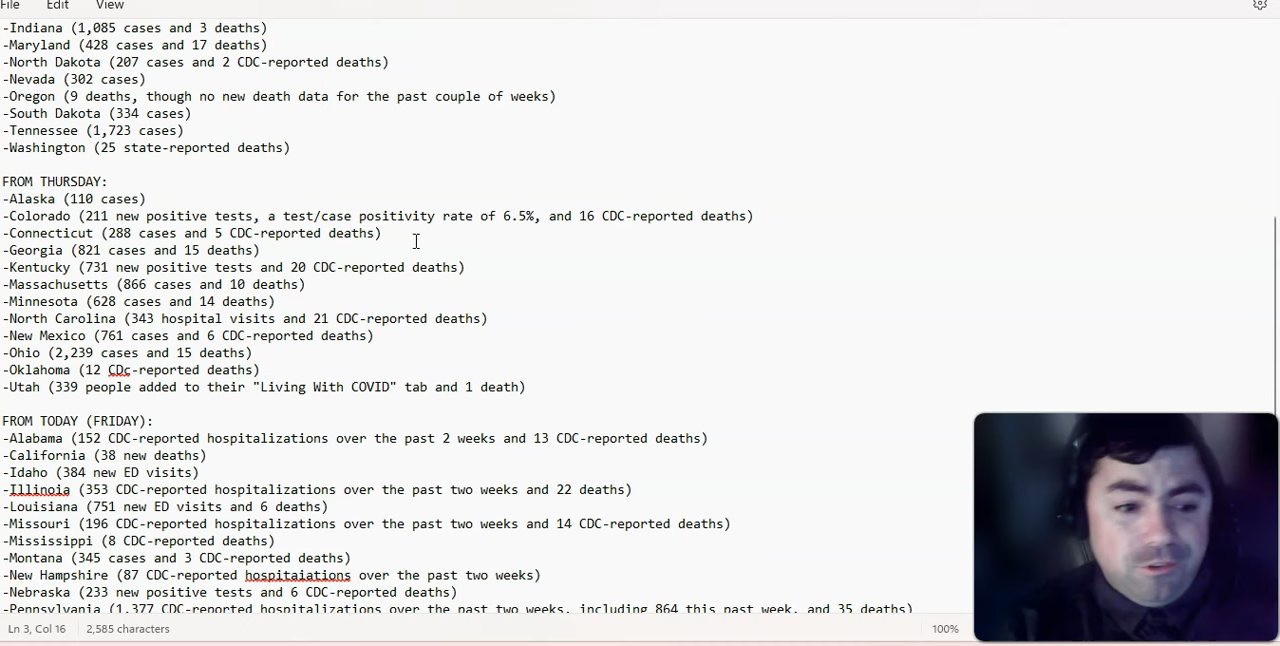 File Edit View
-Indiana (1,085 cases and 3 deaths)
-Maryland (428 cases and 17 deaths)
-North Dakota (207 cases and 2 CDC-reported deaths)
-Nevada (302 cases)
-Oregon (9 deaths, though no new death data for the past couple of weeks)
-South Dakota (334 cases)
-Tennessee (1,723 cases)
-Washington (25 state-reported deaths)
FROM THURSDAY:
-Alaska (110 cases)
-Colorado (211 new positive tests, a test/case positivity rate of 6.5%, and 16 CDC-reported deaths)
-Connecticut (288 cases and 5 CDC-reported deaths)
-Georgia (821 cases and 15 deaths)
-Kentucky (731 new positive tests and 20 CDC-reported deaths)
-Massachusetts (866 cases and 10 deaths)
-Minnesota (628 cases and 14 deaths)
-North Carolina (343 hospital visits and 21 CDC-reported deaths)
-New Mexico (761 cases and 6 CDC-reported deaths)
-Ohio (2,239 cases and 15 deaths)
-Oklahoma (12 CDc-reported deaths)
-Utah (339 people added to their "Living With COVID" tab and 1 death)
FROM TODAY (FRIDAY):
-Alabama (152 CDC-reported hospitalizations over the past 2 weeks and 13 CDC-reported deaths)
-California (38 new deaths)
-Idaho (384 new ED visits)
-Illinoia (353 CDC-reported hospitalizations over the past two weeks and 22 deaths)
-Louisiana (751 new ED visits and 6 deaths)
-Missouri (196 CDC-reported hospitalizations over the past two weeks and 14 CDC-reported deaths)
-Mississippi (8 CDC-reported deaths)
-Montana (345 cases and 3 CDC-reported deaths)
-New Hampshire (87 CDC-reported hospitaiations over the past two weeks)
-Nebraska (233 new positive tests and 6 CDC-reported deaths)
-Pennsylvania (1,377 CDC-reported hospitalizations over the past two weeks, including 864 this past week, and 35 deaths)
Ln 3, Col 16 2,585 characters 100%